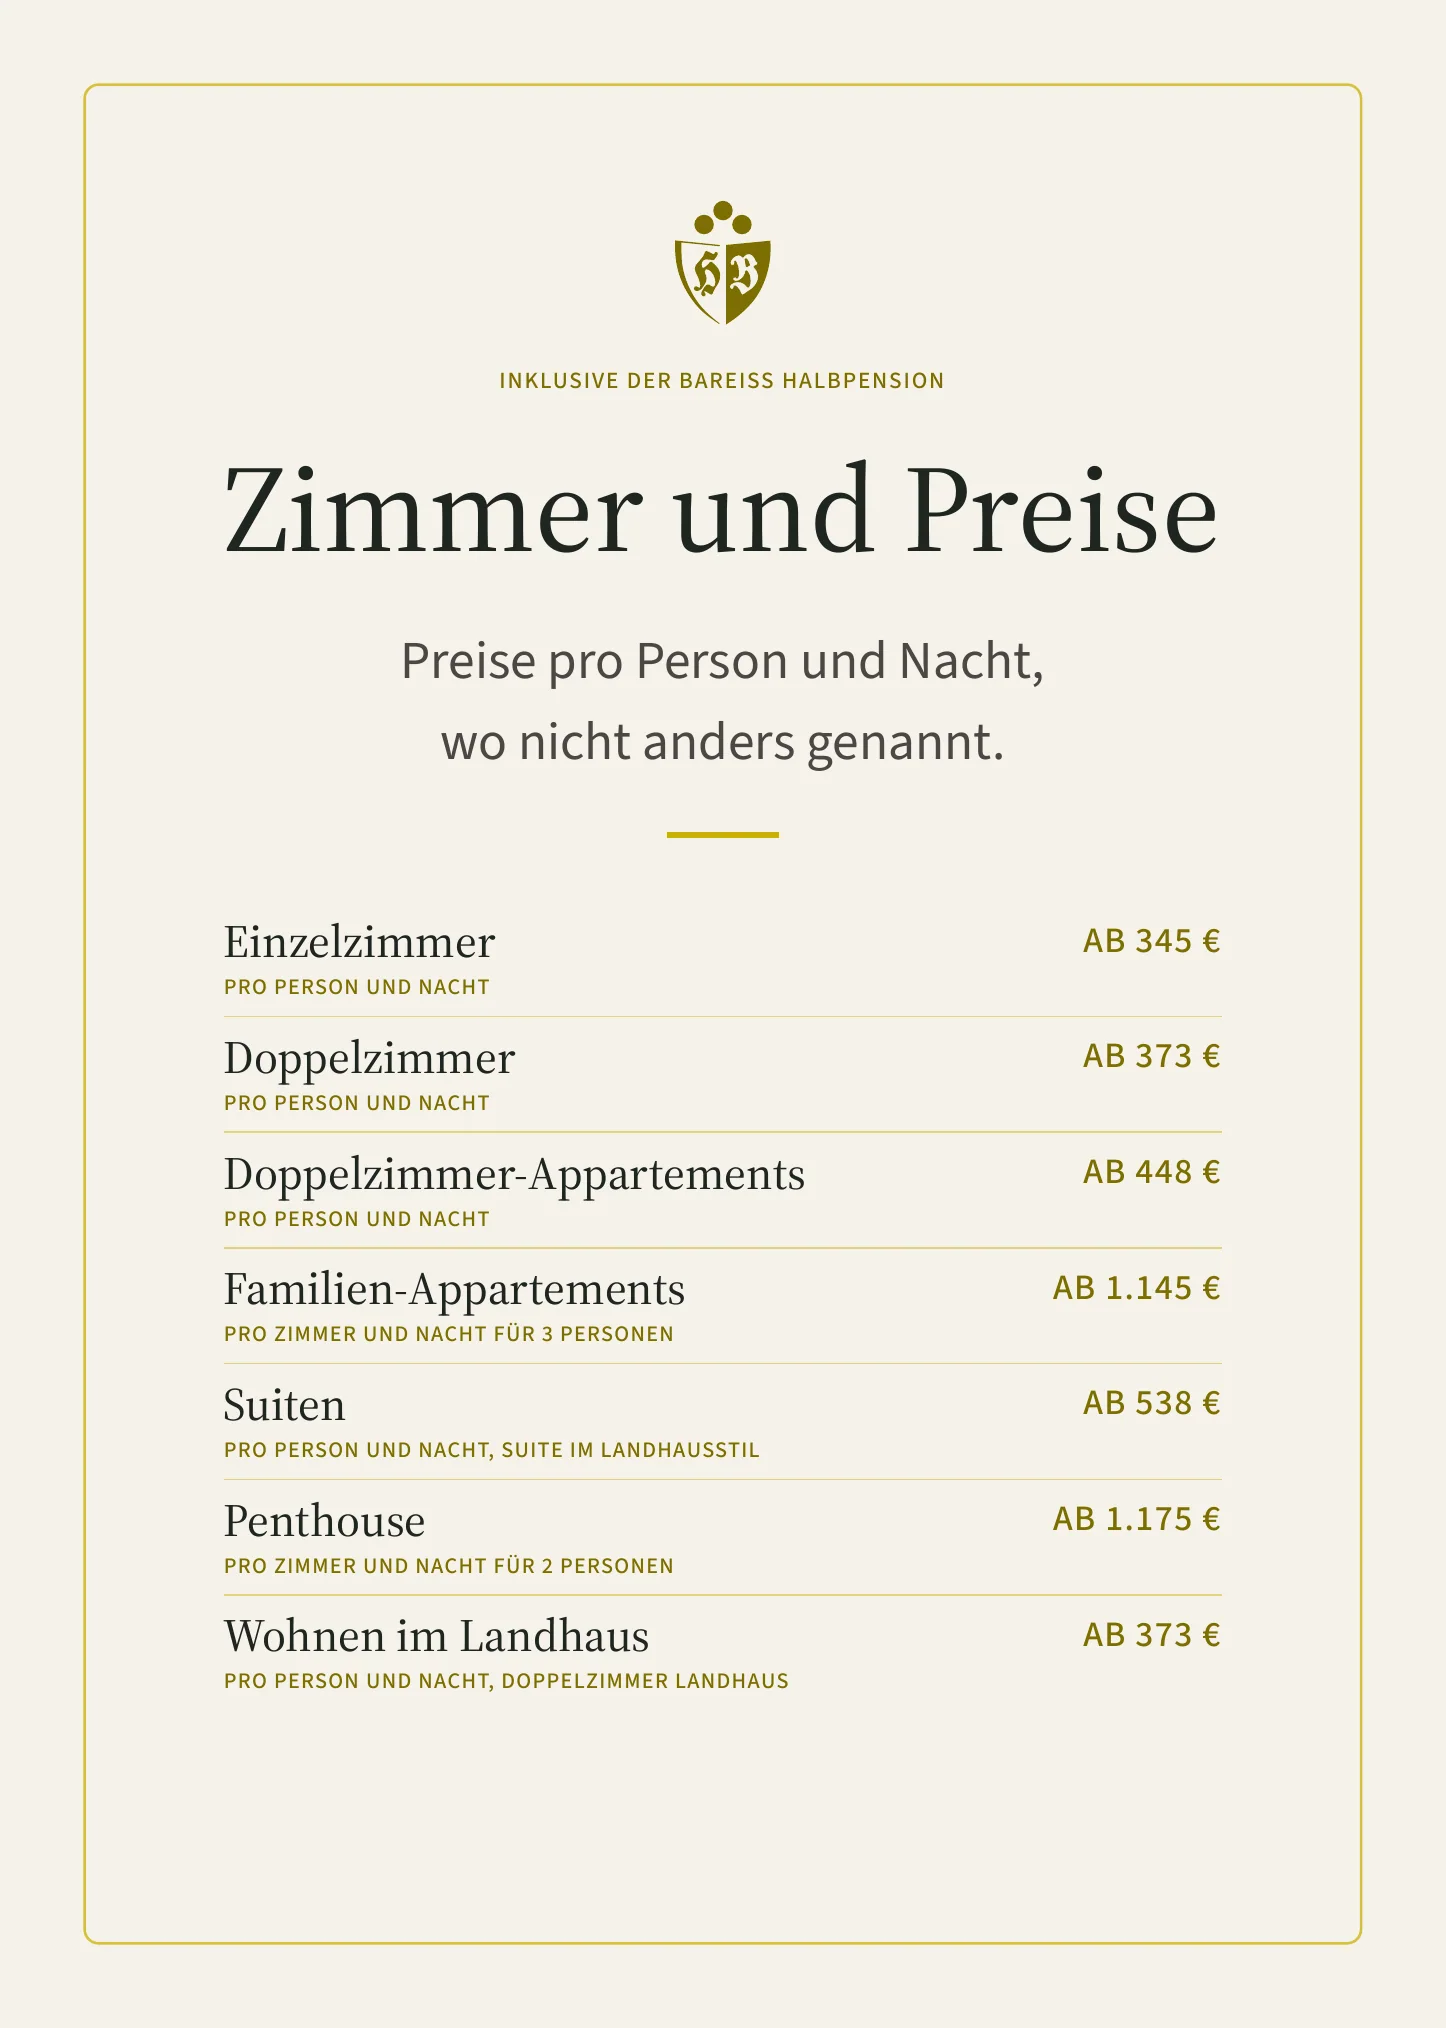 HB
INKLUSIVE DER BAREISS HALBPENSION
Zimmer und Preise
Preise pro Person und Nacht,
wo nicht anders genannt.
Einzelzimmer AB 345 €
PRO PERSON UND NACHT
Doppelzimmer AB 373 €
PRO PERSON UND NACHT
Doppelzimmer-Appartements AB 448 €
PRO PERSON UND NACHT
Familien-Appartements AB 1.145 €
PRO ZIMMER UND NACHT FÜR 3 PERSONEN
Suiten AB 538 €
PRO PERSON UND NACHT, SUITE IM LANDHAUSSTIL
Penthouse AB 1.175 €
PRO ZIMMER UND NACHT FÜR 2 PERSONEN
Wohnen im Landhaus AB 373 €
PRO PERSON UND NACHT, DOPPELZIMMER LANDHAUS